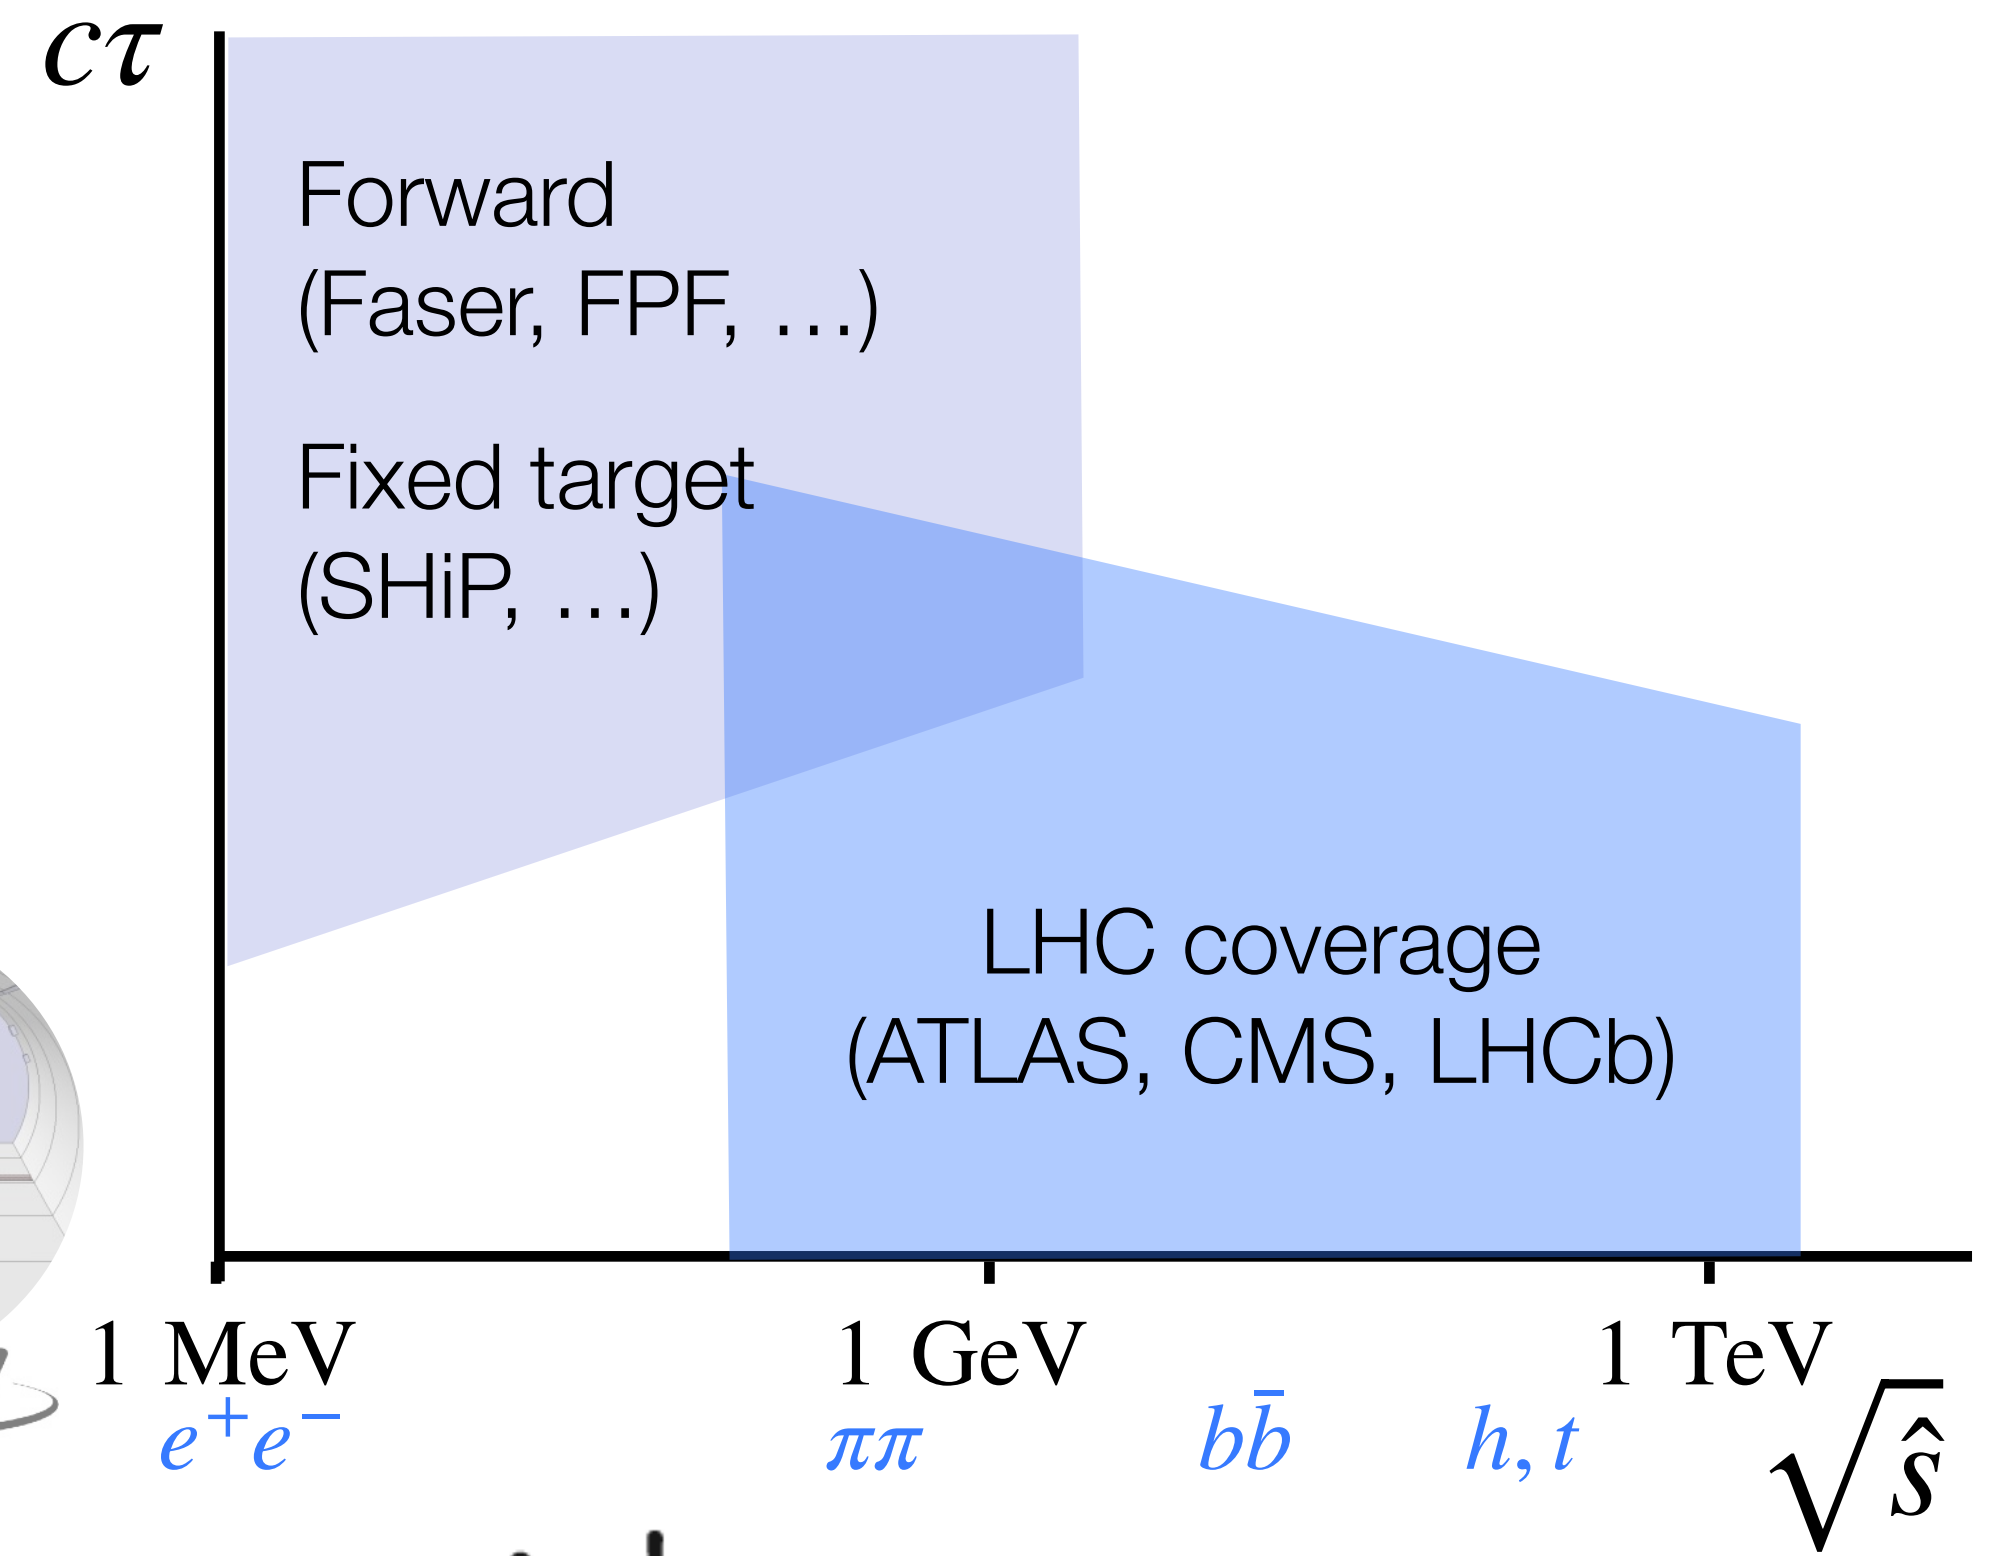 cτ
Forward
(Faser, FPF, …)
Fixed target
(SHiP, …)
LHC coverage
(ATLAS, CMS, LHCb)
1 MeV 1 GeV 1 TeV
e⁺e⁻ ππ bb̄ h, t
√ŝ